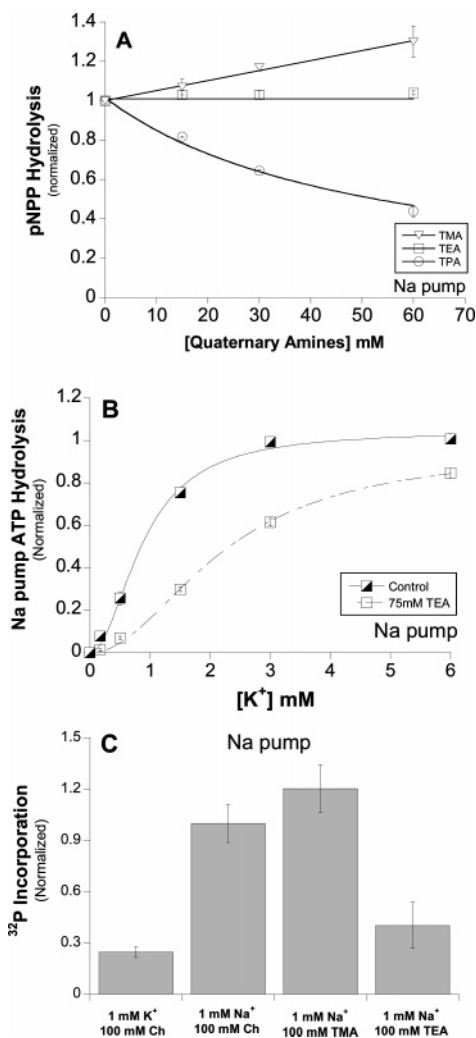 A
pNPP Hydrolysis
(normalized)
1.4
1.2
1
0.8
0.6
0.4
0.2
0
0 10 20 30 40 50 60 70
[Quaternary Amines] mM
TMA
TEA
TPA
Na pump
B
Na pump ATP Hydrolysis
(Normalized)
1.2
1
0.8
0.6
0.4
0.2
0
0 1 2 3 4 5 6
[K⁺] mM
Control
75mM TEA
Na pump
C
Na pump
³²P Incorporation
(Normalized)
1.5
1.2
0.9
0.6
0.3
0
1 mM K⁺ 1 mM Na⁺ 1 mM Na⁺ 1 mM Na⁺
100 mM Ch 100 mM Ch 100 mM TMA 100 mM TEA